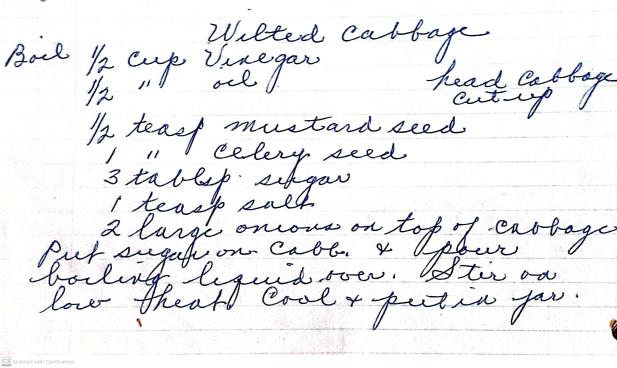 Wilted Cabbage
Boil 1/2 cup Vinegar
1/2 " oil
head cabbage
cut up
1/2 teasp mustard seed
1 " celery seed
3 tablsp. sugar
1 teasp salt
2 large onions on top of cabbage
Put sugar on cabb. & pour
boiling liquid over. Stir on
low heat. Cool & put in jar.
CS Scanned with CamScanner